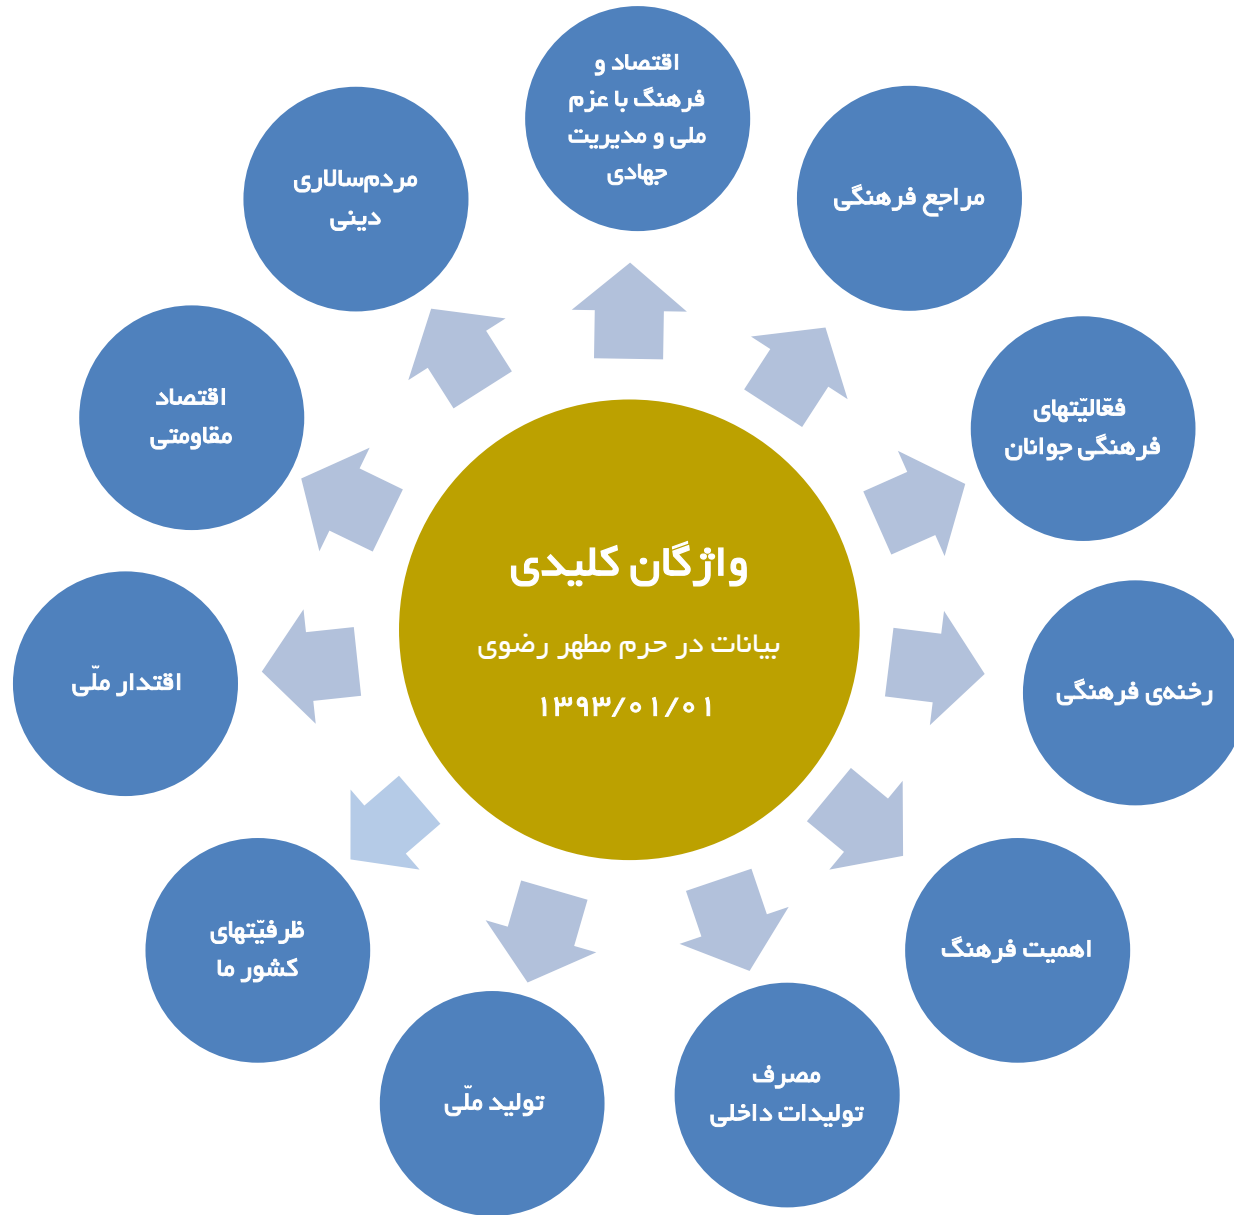 واژگان کلیدی
بیانات در حرم مطهر رضوی
۱۳۹۳/۰۱/۰۱
اقتصاد و
فرهنگ با عزم
ملی و مدیریت
جهادی
مراجع فرهنگی
فعّالیّتهای
فرهنگی جوانان
رخنه‌ی فرهنگی
اهمیت فرهنگ
مصرف
تولیدات داخلی
تولید ملّی
ظرفیّتهای
کشور ما
اقتدار ملّی
اقتصاد
مقاومتی
مردم‌سالاری
دینی